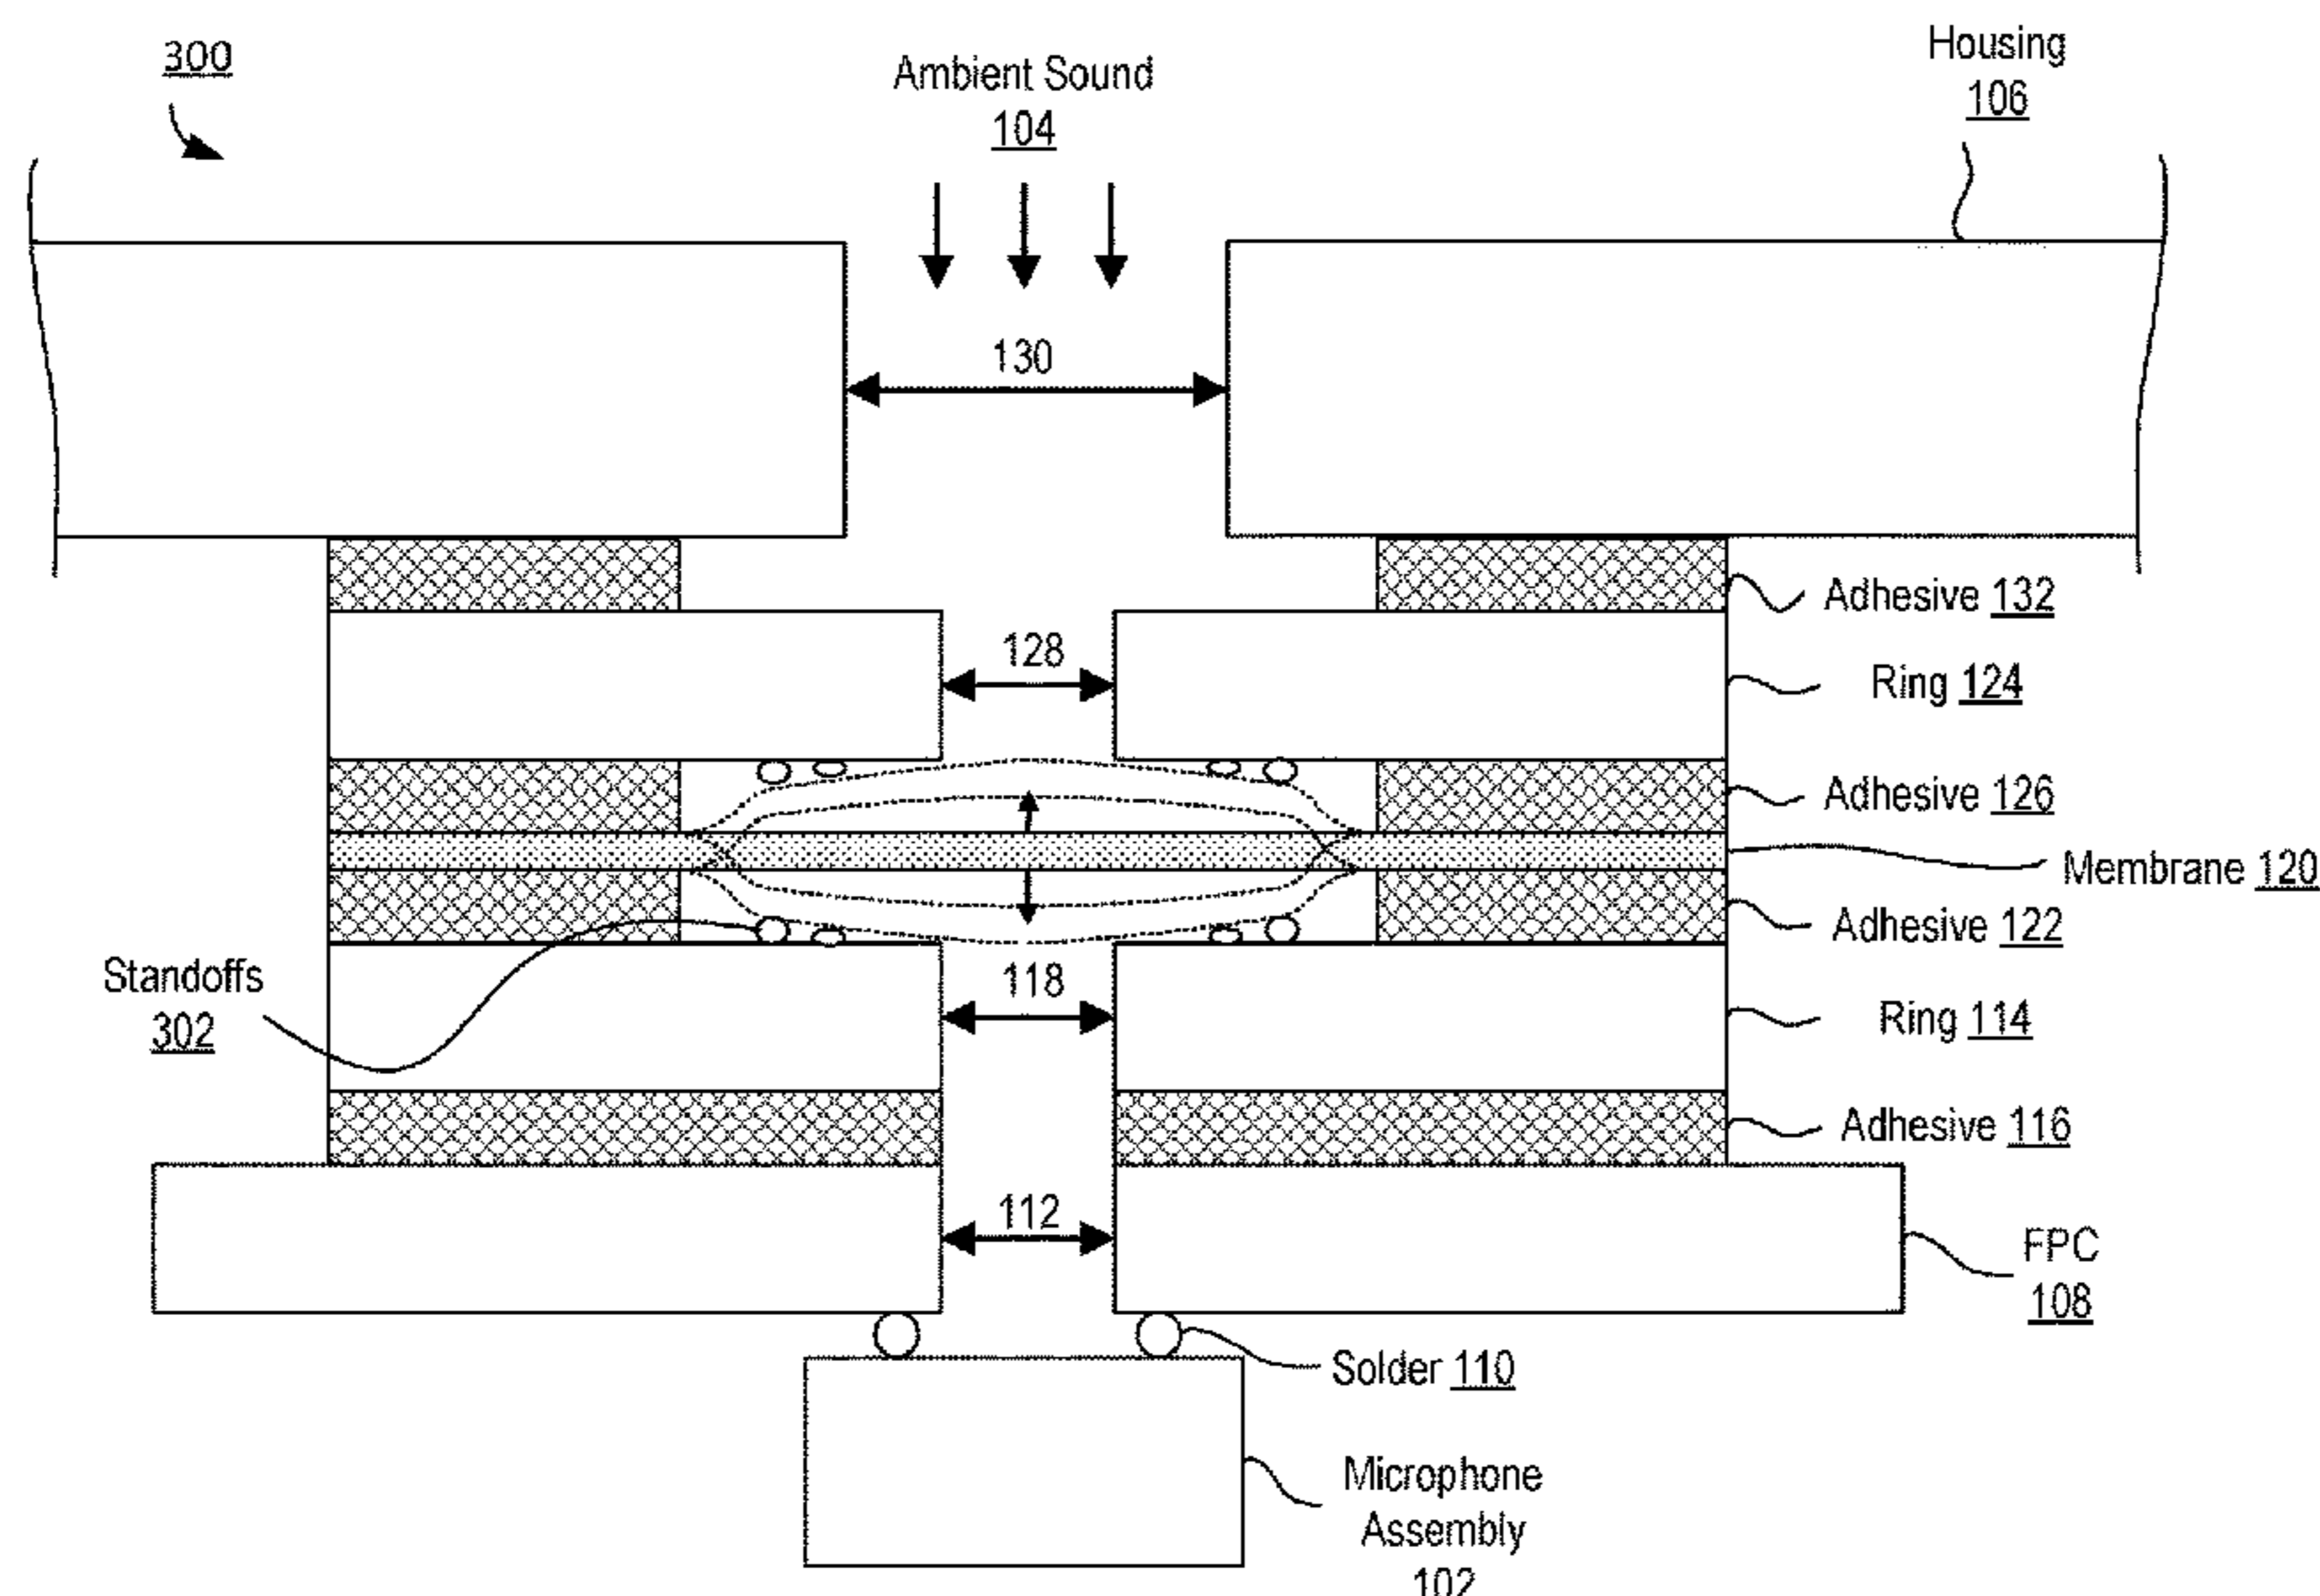 300
Ambient Sound
104
Housing
106
130
Adhesive 132
128
Ring 124
Adhesive 126
Membrane 120
Adhesive 122
Standoffs
302
118
Ring 114
Adhesive 116
112
FPC
108
Solder 110
Microphone
Assembly
102